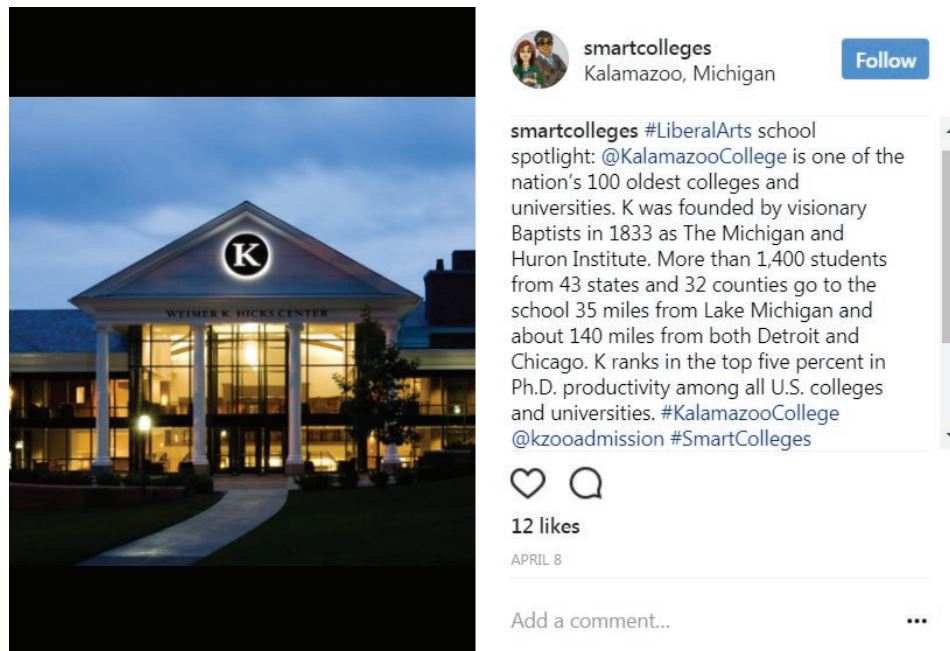 K
WEIMER K. HICKS CENTER
smartcolleges
Kalamazoo, Michigan
Follow
smartcolleges #LiberalArts school
spotlight: @KalamazooCollege is one of the
nation's 100 oldest colleges and
universities. K was founded by visionary
Baptists in 1833 as The Michigan and
Huron Institute. More than 1,400 students
from 43 states and 32 counties go to the
school 35 miles from Lake Michigan and
about 140 miles from both Detroit and
Chicago. K ranks in the top five percent in
Ph.D. productivity among all U.S. colleges
and universities. #KalamazooCollege
@kzooadmission #SmartColleges
12 likes
APRIL 8
Add a comment...